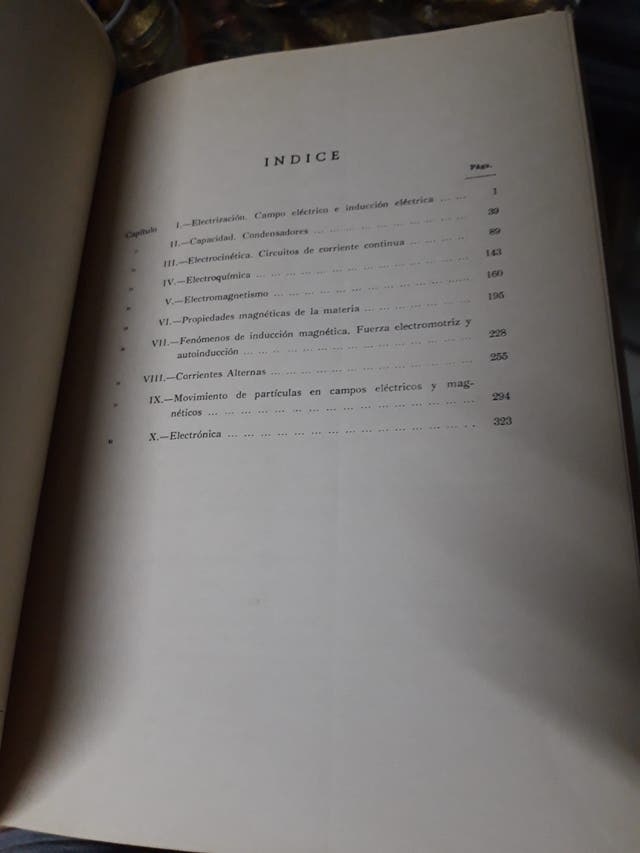 INDICE
Págs.
Capítulo I.—Electrización. Campo eléctrico e inducción eléctrica ... ... 1
» II.—Capacidad. Condensadores ... ... ... ... ... ... ... ... ... ... 39
» III.—Electrocinética. Circuitos de corriente continua ... ... ... ... 89
» IV.—Electroquímica ... ... ... ... ... ... ... ... ... ... ... ... ... 143
» V.—Electromagnetismo ... ... ... ... ... ... ... ... ... ... ... ...... 160
» VI.—Propiedades magnéticas de la materia ... ... ... ... ... ... ... 195
» VII.—Fenómenos de inducción magnética. Fuerza electromotriz y
autoinducción ... ... ... ... ... ... ... ... ... ... ... ... ... ... 228
» VIII.—Corrientes Alternas ... ... ... ... ... ... ... ... ... ... ... ... 255
» IX.—Movimiento de partículas en campos eléctricos y mag-
néticos ... ... ... ... ... ... ... ... ... ... ... ... ... ... ... ... 294
» X.—Electrónica ... ... ... ... ... ... ... ... ... ... ... ... ... ... . . 323